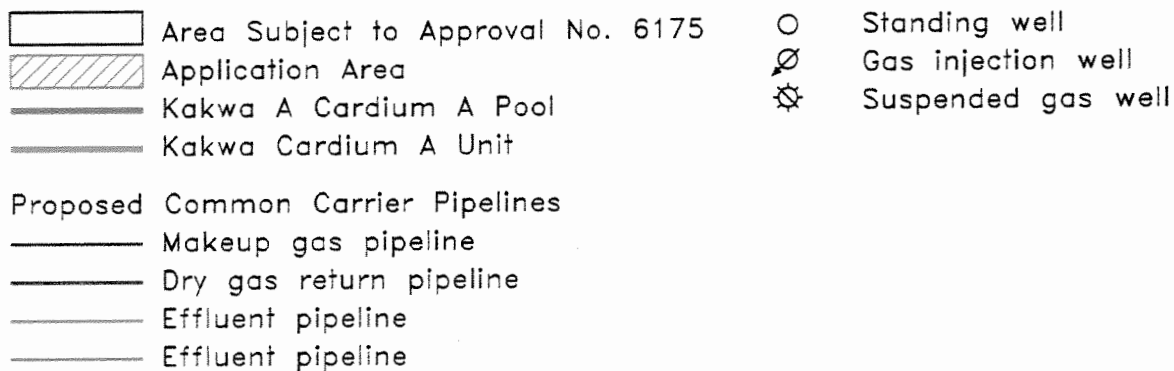 Area Subject to Approval No. 6175
Application Area
Kakwa A Cardium A Pool
Kakwa Cardium A Unit
Proposed Common Carrier Pipelines
Makeup gas pipeline
Dry gas return pipeline
Effluent pipeline
Effluent pipeline
Standing well
Gas injection well
Suspended gas well